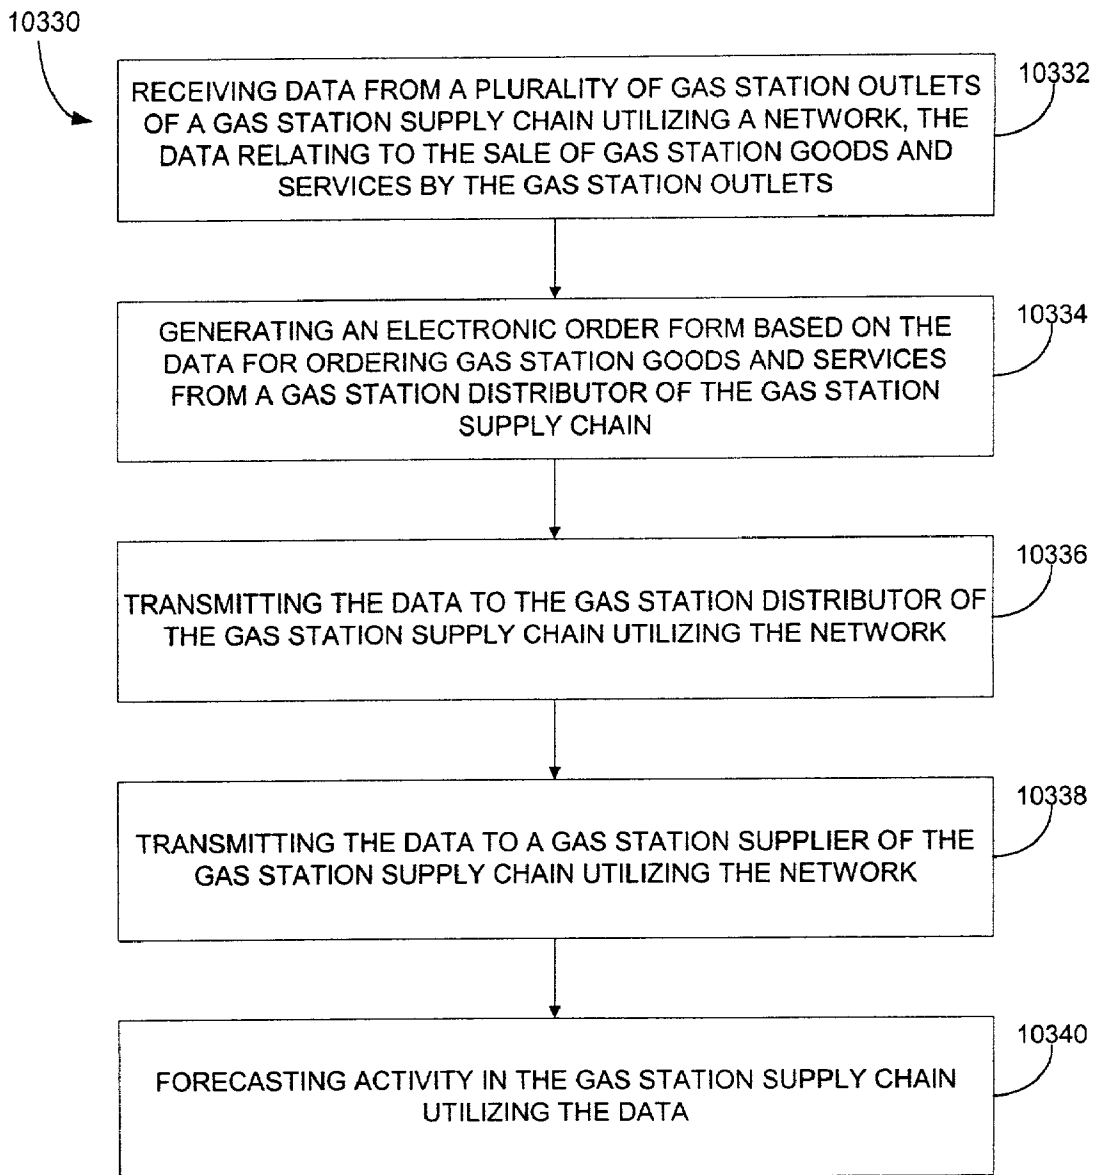 10330
10332
RECEIVING DATA FROM A PLURALITY OF GAS STATION OUTLETS
OF A GAS STATION SUPPLY CHAIN UTILIZING A NETWORK, THE
DATA RELATING TO THE SALE OF GAS STATION GOODS AND
SERVICES BY THE GAS STATION OUTLETS
10334
GENERATING AN ELECTRONIC ORDER FORM BASED ON THE
DATA FOR ORDERING GAS STATION GOODS AND SERVICES
FROM A GAS STATION DISTRIBUTOR OF THE GAS STATION
SUPPLY CHAIN
10336
TRANSMITTING THE DATA TO THE GAS STATION DISTRIBUTOR OF
THE GAS STATION SUPPLY CHAIN UTILIZING THE NETWORK
10338
TRANSMITTING THE DATA TO A GAS STATION SUPPLIER OF THE
GAS STATION SUPPLY CHAIN UTILIZING THE NETWORK
10340
FORECASTING ACTIVITY IN THE GAS STATION SUPPLY CHAIN
UTILIZING THE DATA